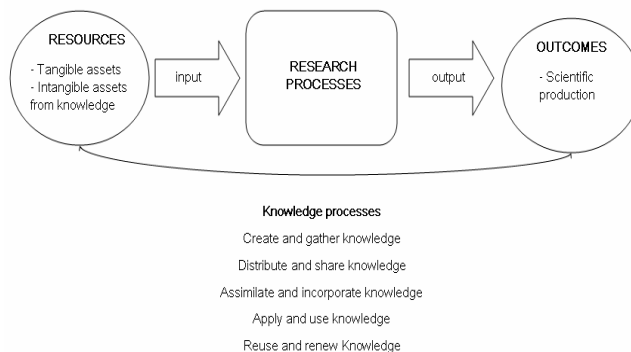 RESOURCES
- Tangible assets
- Intangible assets
from knowledge
input
RESEARCH
PROCESSES
output
OUTCOMES
- Scientific
production
Knowledge processes
Create and gather knowledge
Distribute and share knowledge
Assimilate and incorporate knowledge
Apply and use knowledge
Reuse and renew Knowledge